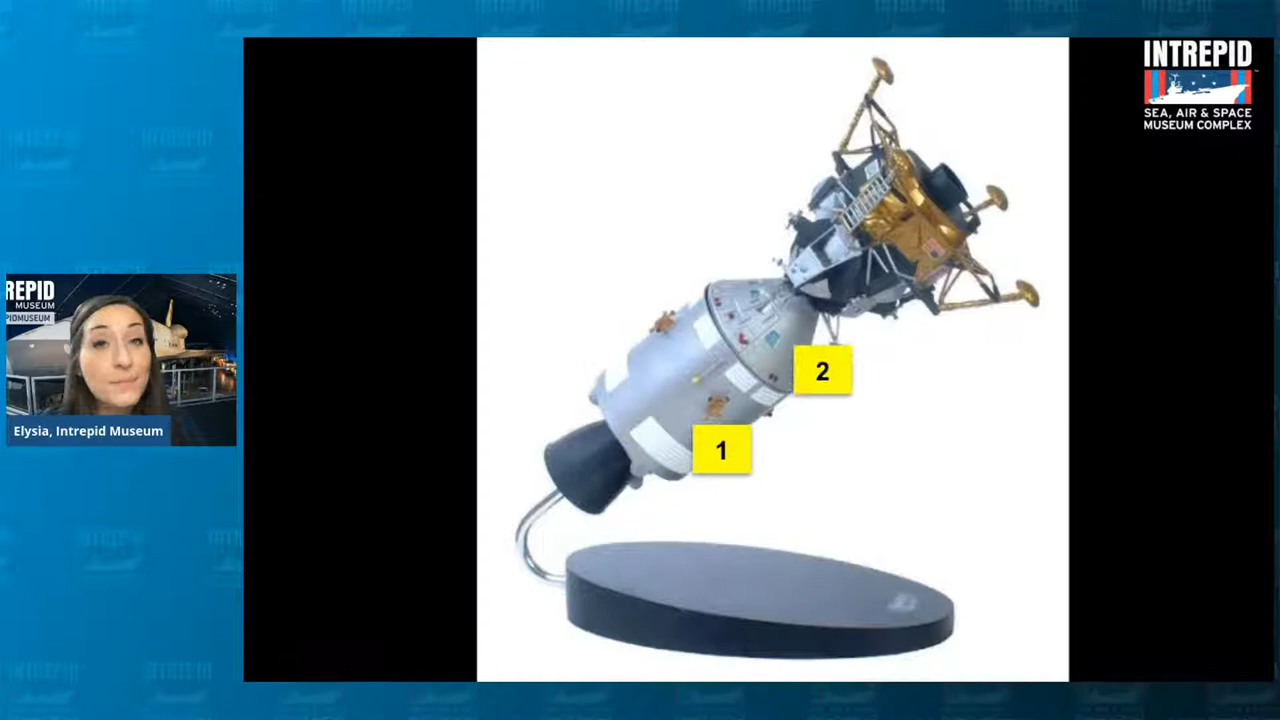 INTREPID
SEA, AIR & SPACE
MUSEUM COMPLEX
REPID
MUSEUM
PIDMUSEUM
Elysia, Intrepid Museum
2
1